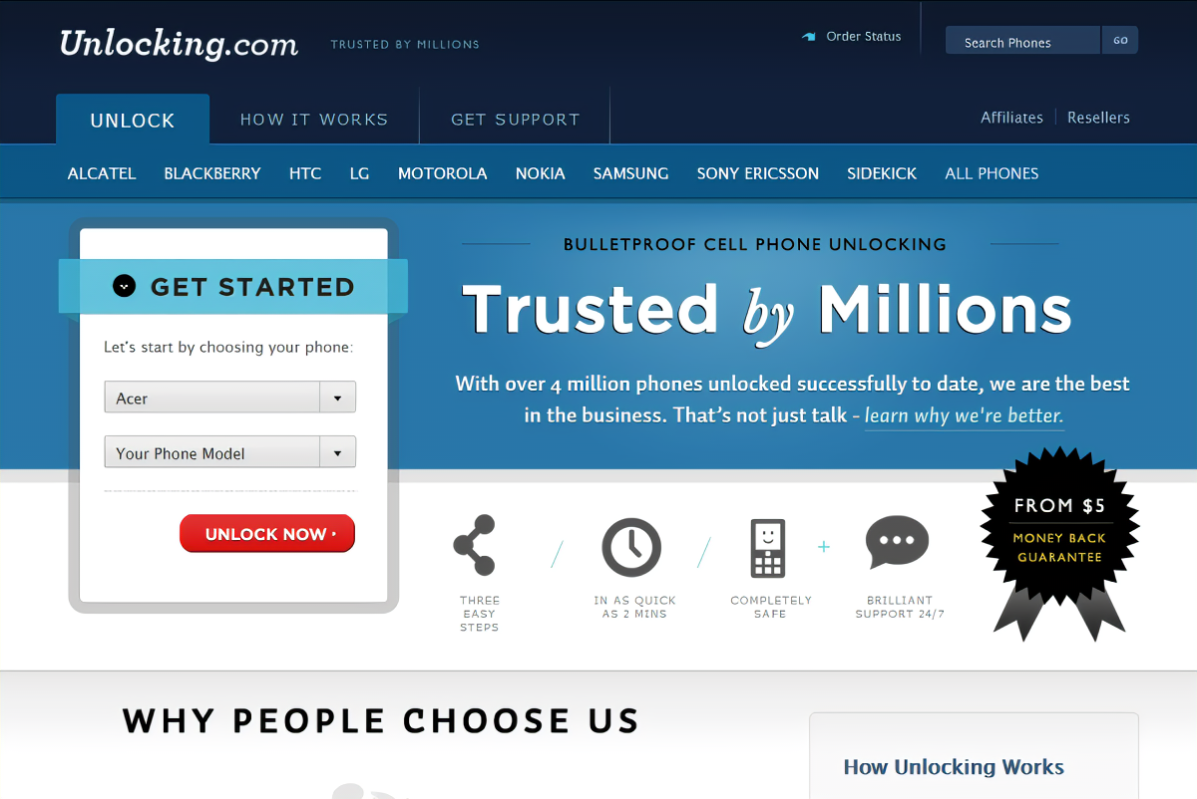 Unlocking.com
TRUSTED BY MILLIONS
Order Status
Search Phones
GO
UNLOCK
HOW IT WORKS
GET SUPPORT
Affiliates
Resellers
ALCATEL
BLACKBERRY
HTC
LG
MOTOROLA
NOKIA
SAMSUNG
SONY ERICSSON
SIDEKICK
ALL PHONES
GET STARTED
Let's start by choosing your phone:
Acer
Your Phone Model
UNLOCK NOW
BULLETPROOF CELL PHONE UNLOCKING
Trusted by Millions
With over 4 million phones unlocked successfully to date, we are the best
in the business. That's not just talk - learn why we're better.
THREE
EASY
STEPS
IN AS QUICK
AS 2 MINS
COMPLETELY
SAFE
+
BRILLIANT
SUPPORT 24/7
FROM $5
MONEY BACK
GUARANTEE
WHY PEOPLE CHOOSE US
How Unlocking Works